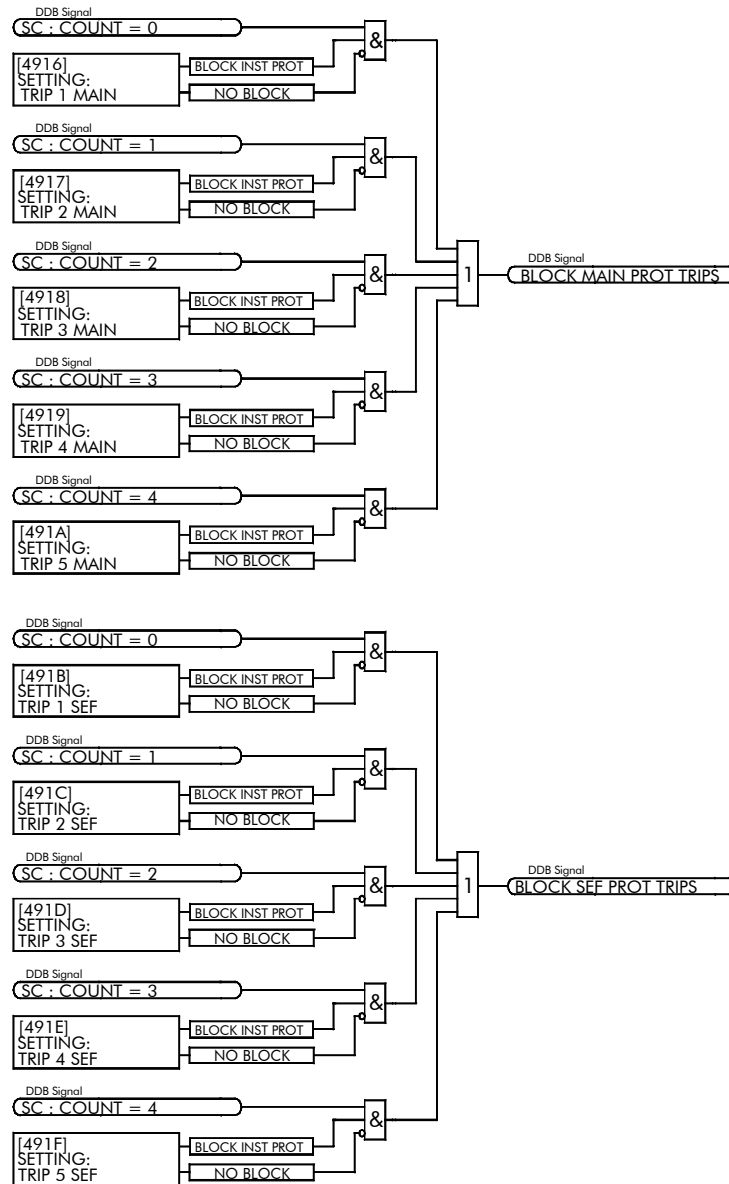 DDB Signal
SC : COUNT = 0
[4916]
SETTING:
TRIP 1 MAIN
BLOCK INST PROT
NO BLOCK
&
DDB Signal
SC : COUNT = 1
[4917]
SETTING:
TRIP 2 MAIN
BLOCK INST PROT
NO BLOCK
&
DDB Signal
SC : COUNT = 2
[4918]
SETTING:
TRIP 3 MAIN
BLOCK INST PROT
NO BLOCK
&
DDB Signal
SC : COUNT = 3
[4919]
SETTING:
TRIP 4 MAIN
BLOCK INST PROT
NO BLOCK
&
DDB Signal
SC : COUNT = 4
[491A]
SETTING:
TRIP 5 MAIN
BLOCK INST PROT
NO BLOCK
&
1
DDB Signal
BLOCK MAIN PROT TRIPS
DDB Signal
SC : COUNT = 0
[491B]
SETTING:
TRIP 1 SEF
BLOCK INST PROT
NO BLOCK
&
DDB Signal
SC : COUNT = 1
[491C]
SETTING:
TRIP 2 SEF
BLOCK INST PROT
NO BLOCK
&
DDB Signal
SC : COUNT = 2
[491D]
SETTING:
TRIP 3 SEF
BLOCK INST PROT
NO BLOCK
&
DDB Signal
SC : COUNT = 3
[491E]
SETTING:
TRIP 4 SEF
BLOCK INST PROT
NO BLOCK
&
DDB Signal
SC : COUNT = 4
[491F]
SETTING:
TRIP 5 SEF
BLOCK INST PROT
NO BLOCK
&
1
DDB Signal
BLOCK SEF PROT TRIPS